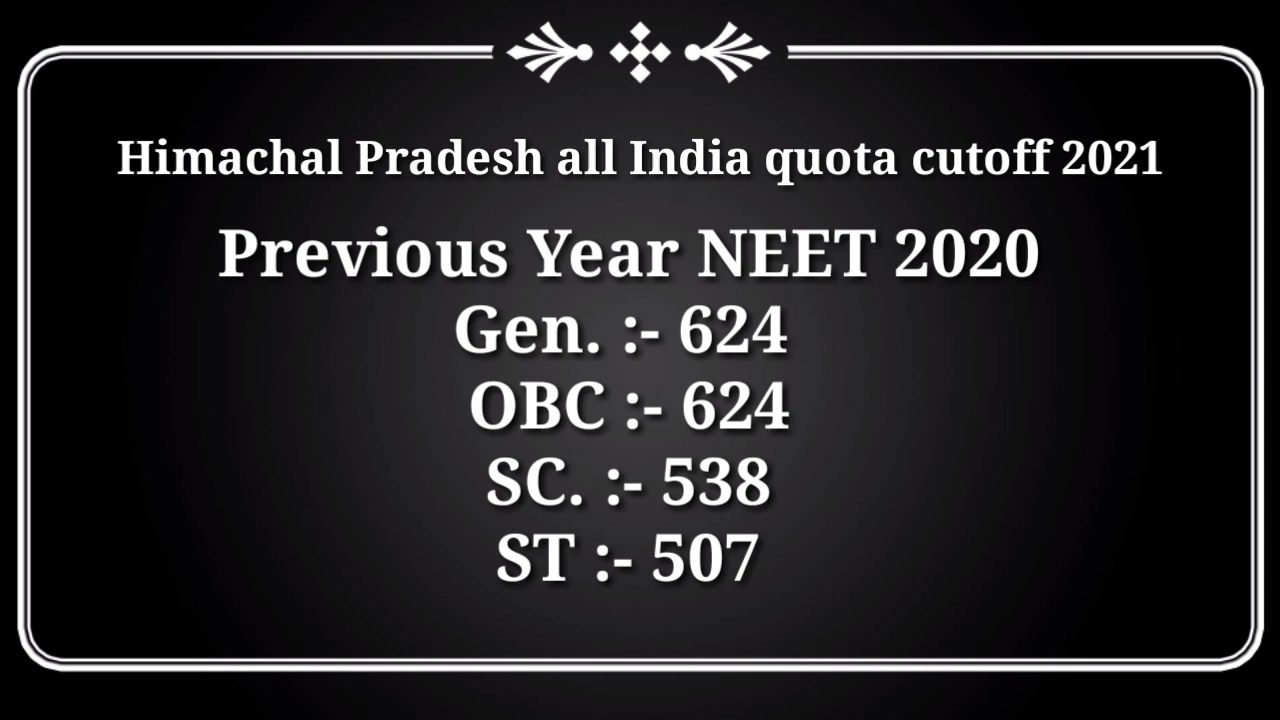 Himachal Pradesh all India quota cutoff 2021
Previous Year NEET 2020
Gen. :- 624
OBC :- 624
SC. :- 538
ST :- 507